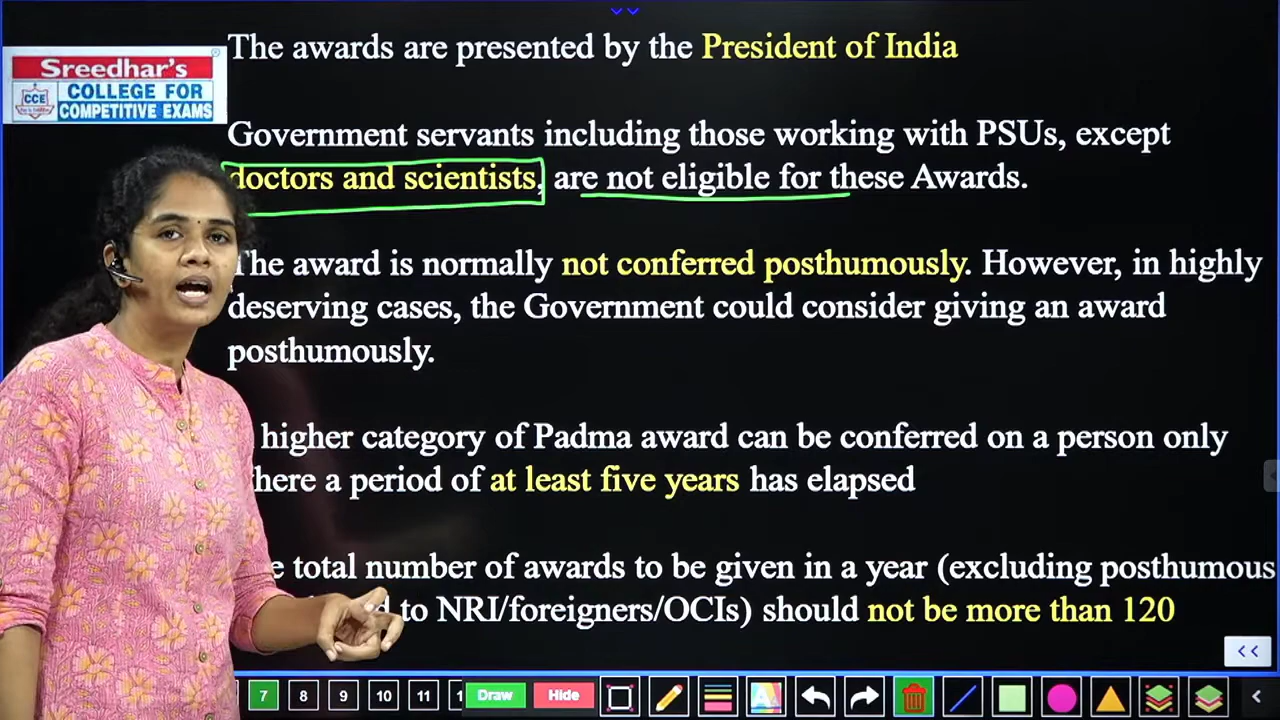 The awards are presented by the President of India
Sreedhar's
CCE
COLLEGE FOR
COMPETITIVE EXAMS
Government servants including those working with PSUs, except
doctors and scientists, are not eligible for these Awards.
The award is normally not conferred posthumously. However, in highly
deserving cases, the Government could consider giving an award
posthumously.
higher category of Padma award can be conferred on a person only
here a period of at least five years has elapsed
e total number of awards to be given in a year (excluding posthumous
to NRI/foreigners/OCIs) should not be more than 120
<<
7 8 9 10 11 1 Draw Hide